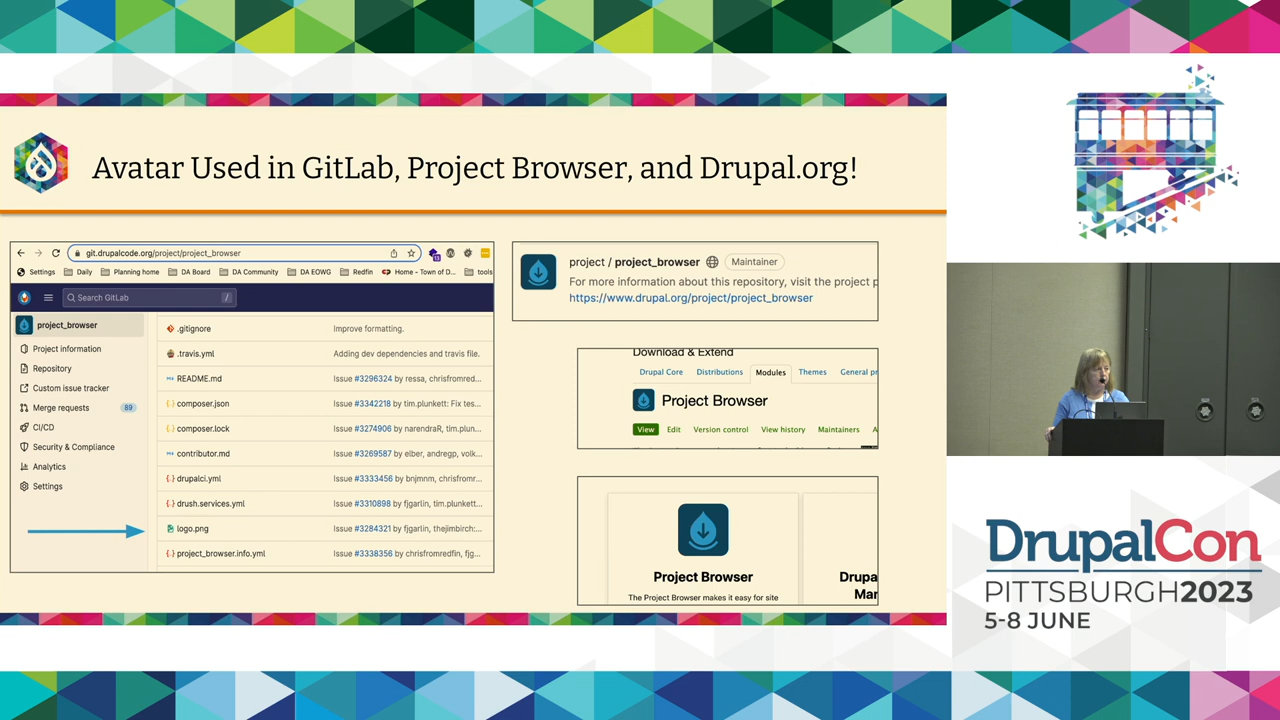 Avatar Used in GitLab, Project Browser, and Drupal.org!
git.drupalcode.org/project/project_browser
Settings Daily Planning home DA Board DA Community DA EOWG Redfin Home – Town of D... tools
Search GitLab /
project_browser
Project information
Repository
Custom issue tracker
Merge requests 89
CI/CD
Security & Compliance
Analytics
Settings
.gitignore Improve formatting.
.travis.yml Adding dev dependencies and travis file.
README.md Issue #3296324 by ressa, chrisfromred...
composer.json Issue #3342218 by tim.plunkett: Fix tes...
composer.lock Issue #3274906 by narendraR, tim.plun...
contributor.md Issue #3269587 by elber, andregp, volk...
drupalci.yml Issue #3333456 by bnjmnm, chrisfromr...
drush.services.yml Issue #3310898 by fjgarlin, tim.plunkett...
logo.png Issue #3284321 by fjgarlin, thejimbirch:...
project_browser.info.yml Issue #3338356 by chrisfromredfin, fjg...
project / project_browser Maintainer
For more information about this repository, visit the project p
https://www.drupal.org/project/project_browser
Download & Extend
Drupal Core Distributions Modules Themes General pr
Project Browser
View Edit Version control View history Maintainers A
Project Browser
The Project Browser makes it easy for site
Drupa
Mar
DrupalCon
PITTSBURGH2023
5-8 JUNE